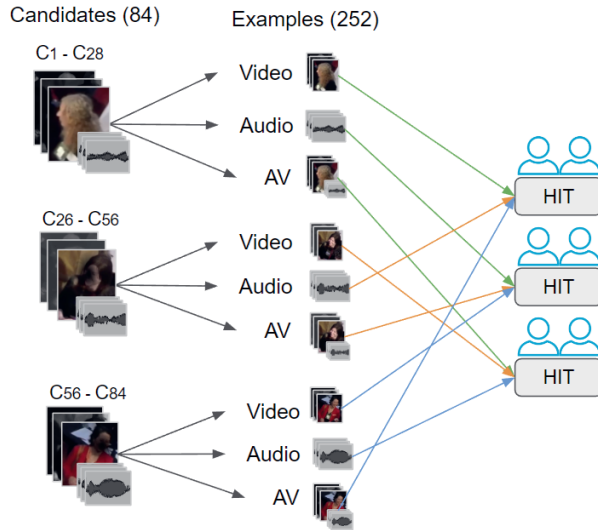 Candidates (84)
Examples (252)
C1 - C28
Video
Audio
AV
HIT
C26 - C56
Video
Audio
AV
HIT
HIT
C56 - C84
Video
Audio
AV